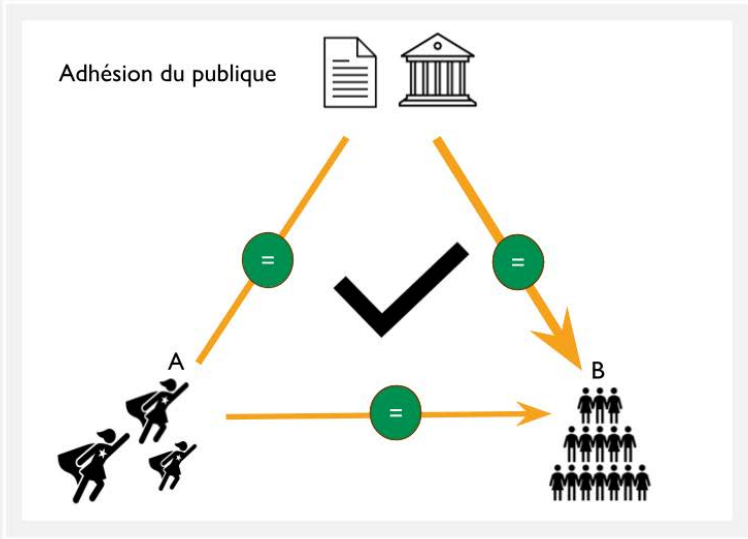 Adhésion du publique
=
=
A
B
=